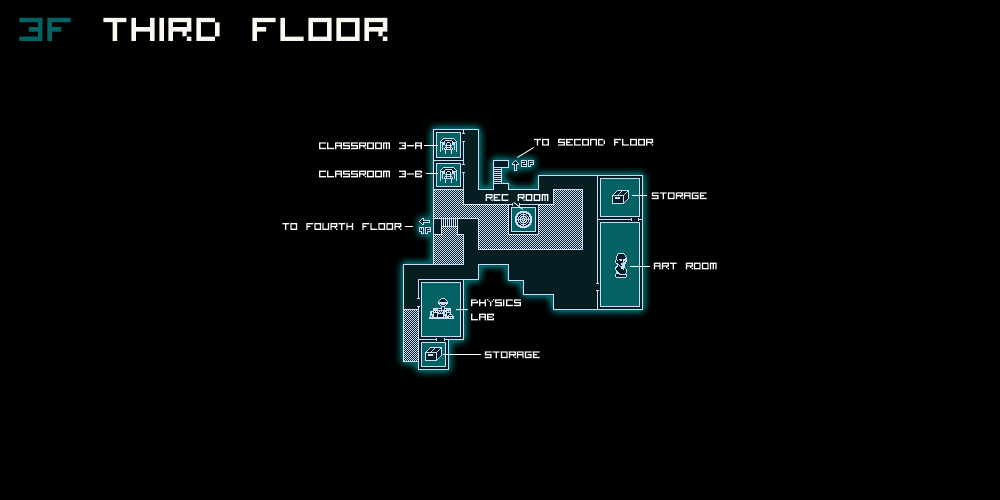 3F THIRD FLOOR
TO SECOND FLOOR
CLASSROOM 3-A
2F
CLASSROOM 3-B
REC ROOM
STORAGE
TO FOURTH FLOOR
4F
ART ROOM
PHYSICS
LAB
STORAGE